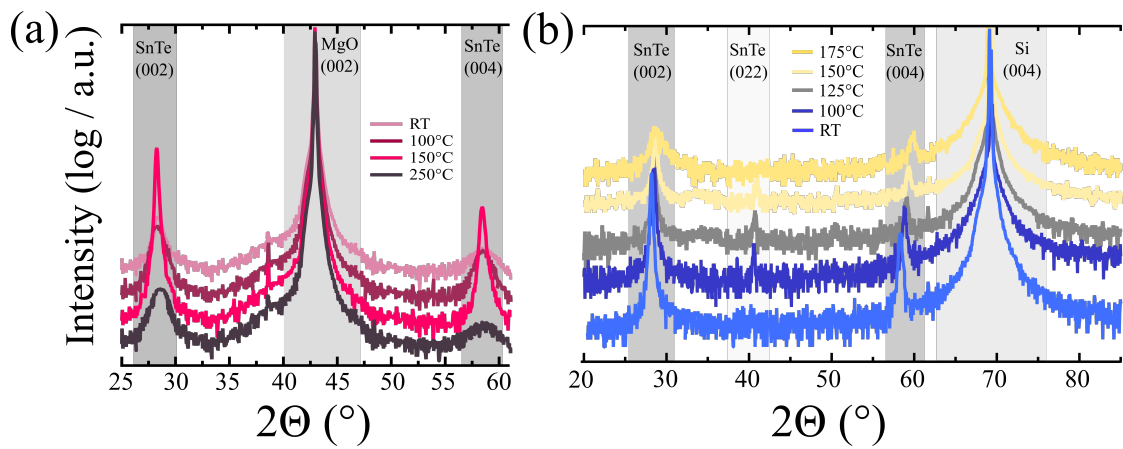 (a)
Intensity (log / a.u.)
SnTe
(002)
MgO
(002)
SnTe
(004)
RT
100°C
150°C
250°C
25 30 35 40 45 50 55 60
2Θ (°)
(b)
SnTe
(002)
SnTe
(022)
SnTe
(004)
Si
(004)
175°C
150°C
125°C
100°C
RT
20 30 40 50 60 70 80
2Θ (°)